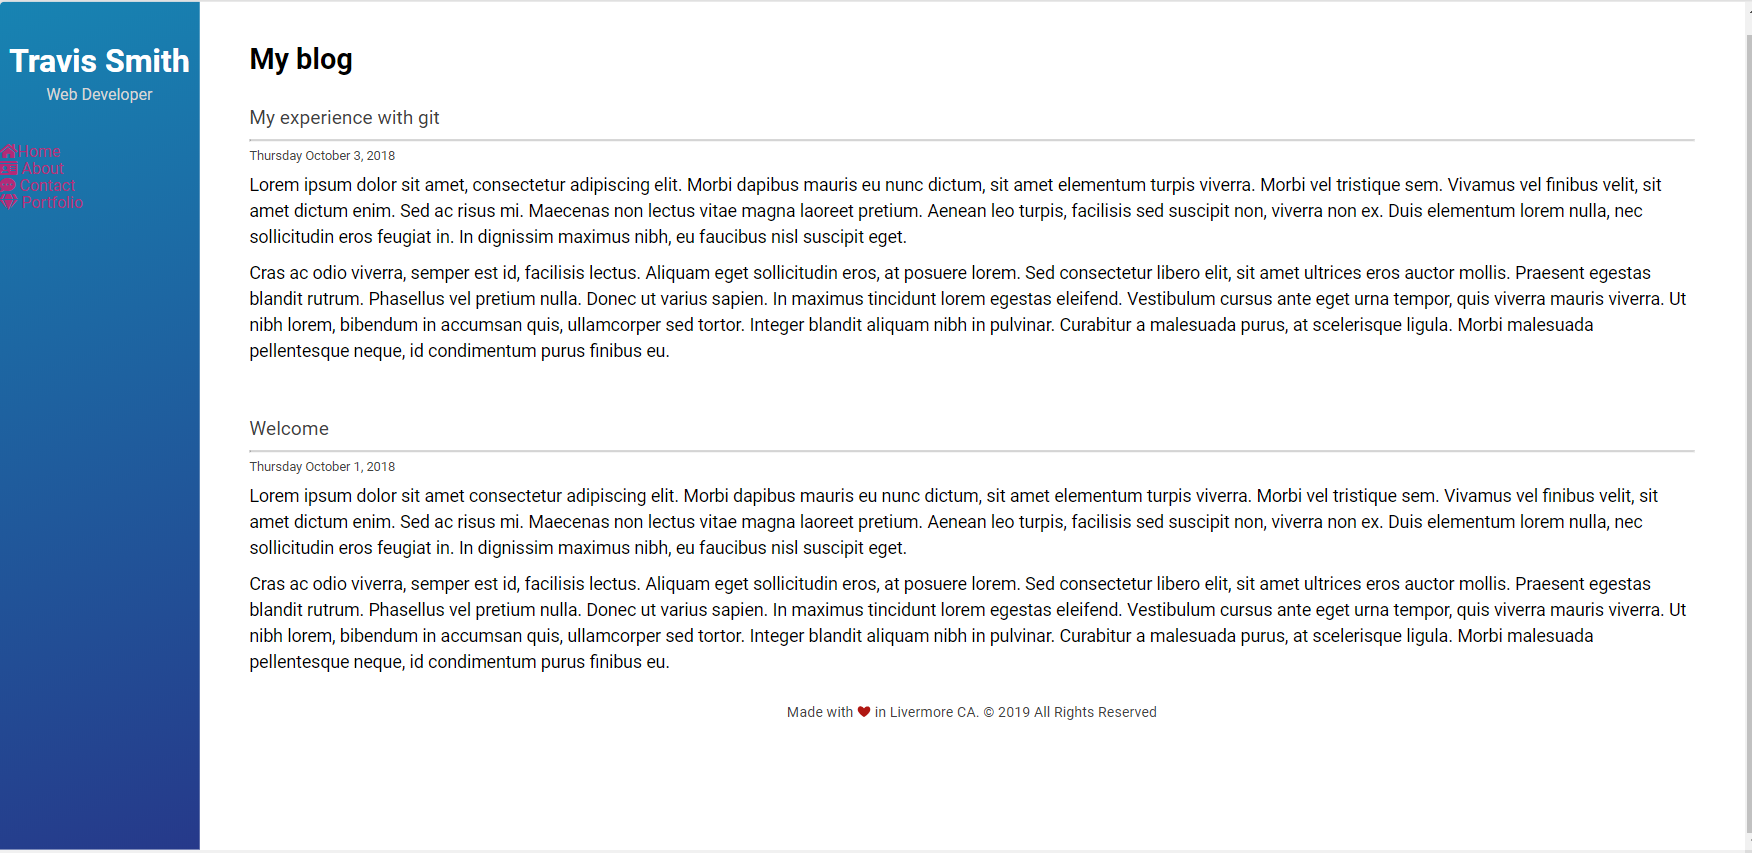 Travis Smith
Web Developer
Home
About
Contact
Portfolio
My blog
My experience with git
Thursday October 3, 2018
Lorem ipsum dolor sit amet, consectetur adipiscing elit. Morbi dapibus mauris eu nunc dictum, sit amet elementum turpis viverra. Morbi vel tristique sem. Vivamus vel finibus velit, sit
amet dictum enim. Sed ac risus mi. Maecenas non lectus vitae magna laoreet pretium. Aenean leo turpis, facilisis sed suscipit non, viverra non ex. Duis elementum lorem nulla, nec
sollicitudin eros feugiat in. In dignissim maximus nibh, eu faucibus nisl suscipit eget.
Cras ac odio viverra, semper est id, facilisis lectus. Aliquam eget sollicitudin eros, at posuere lorem. Sed consectetur libero elit, sit amet ultrices eros auctor mollis. Praesent egestas
blandit rutrum. Phasellus vel pretium nulla. Donec ut varius sapien. In maximus tincidunt lorem egestas eleifend. Vestibulum cursus ante eget urna tempor, quis viverra mauris viverra. Ut
nibh lorem, bibendum in accumsan quis, ullamcorper sed tortor. Integer blandit aliquam nibh in pulvinar. Curabitur a malesuada purus, at scelerisque ligula. Morbi malesuada
pellentesque neque, id condimentum purus finibus eu.
Welcome
Thursday October 1, 2018
Lorem ipsum dolor sit amet consectetur adipiscing elit. Morbi dapibus mauris eu nunc dictum, sit amet elementum turpis viverra. Morbi vel tristique sem. Vivamus vel finibus velit, sit
amet dictum enim. Sed ac risus mi. Maecenas non lectus vitae magna laoreet pretium. Aenean leo turpis, facilisis sed suscipit non, viverra non ex. Duis elementum lorem nulla, nec
sollicitudin eros feugiat in. In dignissim maximus nibh, eu faucibus nisl suscipit eget.
Cras ac odio viverra, semper est id, facilisis lectus. Aliquam eget sollicitudin eros, at posuere lorem. Sed consectetur libero elit, sit amet ultrices eros auctor mollis. Praesent egestas
blandit rutrum. Phasellus vel pretium nulla. Donec ut varius sapien. In maximus tincidunt lorem egestas eleifend. Vestibulum cursus ante eget urna tempor, quis viverra mauris viverra. Ut
nibh lorem, bibendum in accumsan quis, ullamcorper sed tortor. Integer blandit aliquam nibh in pulvinar. Curabitur a malesuada purus, at scelerisque ligula. Morbi malesuada
pellentesque neque, id condimentum purus finibus eu.
Made with ❤ in Livermore CA. © 2019 All Rights Reserved